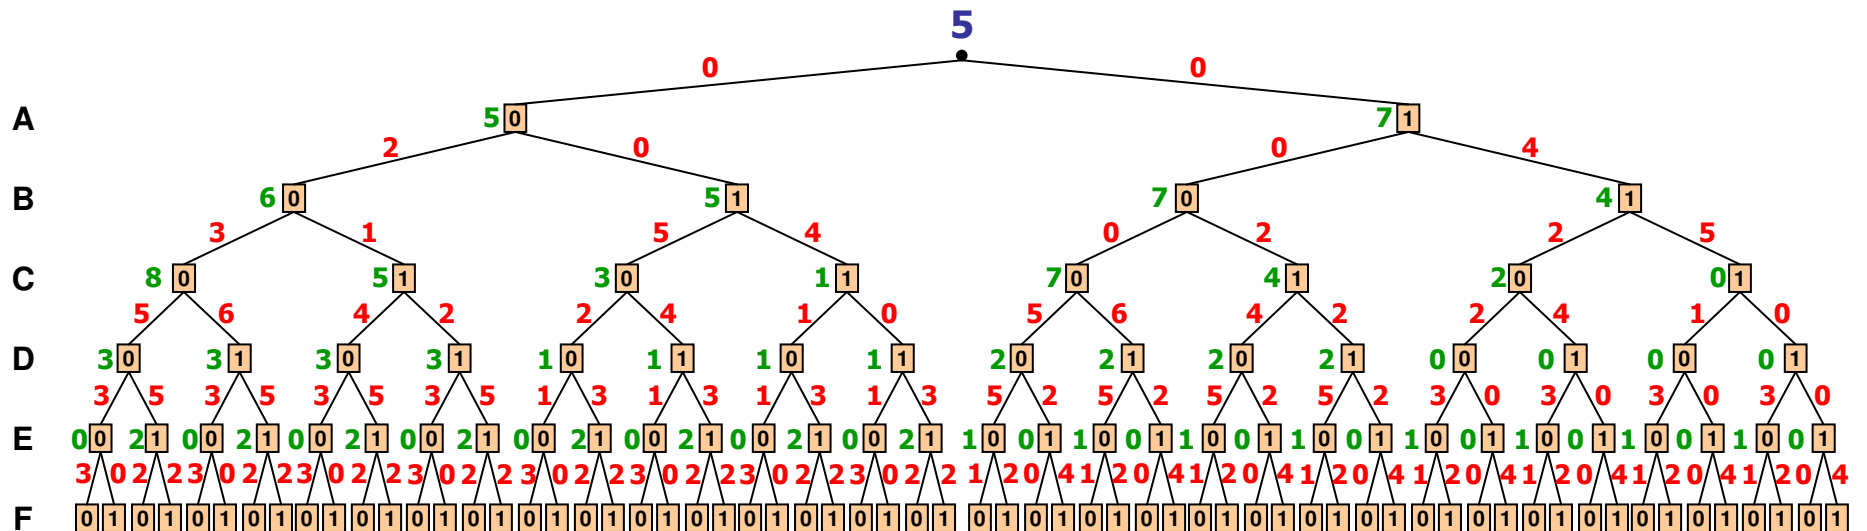 5
0 0
A 5 0 7 1
2 0 0 4
B 6 0 5 1 7 0 4 1
3 1 5 4 0 2 2 5
C 8 0 5 1 3 0 1 1 7 0 4 1 2 0 0 1
5 6 4 2 2 4 1 0 5 6 4 2 2 4 1 0
D 3 0 3 1 3 0 3 1 1 0 1 1 1 0 1 1 2 0 2 1 2 0 2 1 0 0 0 1 0 0 0 1
3 5 3 5 3 5 3 5 1 3 1 3 1 3 1 3 5 2 5 2 5 2 5 2 3 0 3 0 3 0 3 0
E 0 0 2 1 0 0 2 1 0 0 2 1 0 0 2 1 0 0 2 1 0 0 2 1 0 0 2 1 0 0 2 1 1 0 0 1 1 0 0 1 1 0 0 1 1 0 0 1 1 0 0 1 1 0 0 1 1 0 0 1 1 0 0 1
3 0 2 2 3 0 2 2 3 0 2 2 3 0 2 2 3 0 2 2 3 0 2 2 3 0 2 2 3 0 2 2 1 2 0 4 1 2 0 4 1 2 0 4 1 2 0 4 1 2 0 4 1 2 0 4 1 2 0 4 1 2 0 4
F 0 1 0 1 0 1 0 1 0 1 0 1 0 1 0 1 0 1 0 1 0 1 0 1 0 1 0 1 0 1 0 1 0 1 0 1 0 1 0 1 0 1 0 1 0 1 0 1 0 1 0 1 0 1 0 1 0 1 0 1 0 1 0 1